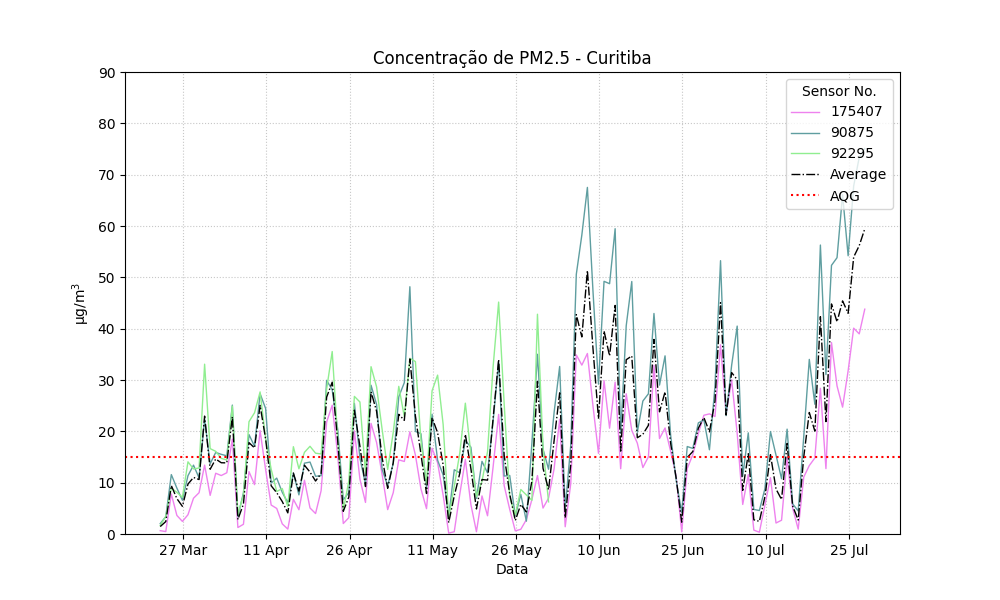 Concentração de PM2.5 - Curitiba
90
80
70
60
50
40
30
20
10
0
µg/m³
27 Mar
11 Apr
26 Apr
11 May
26 May
10 Jun
25 Jun
10 Jul
25 Jul
Data
Sensor No.
175407
90875
92295
Average
AQG